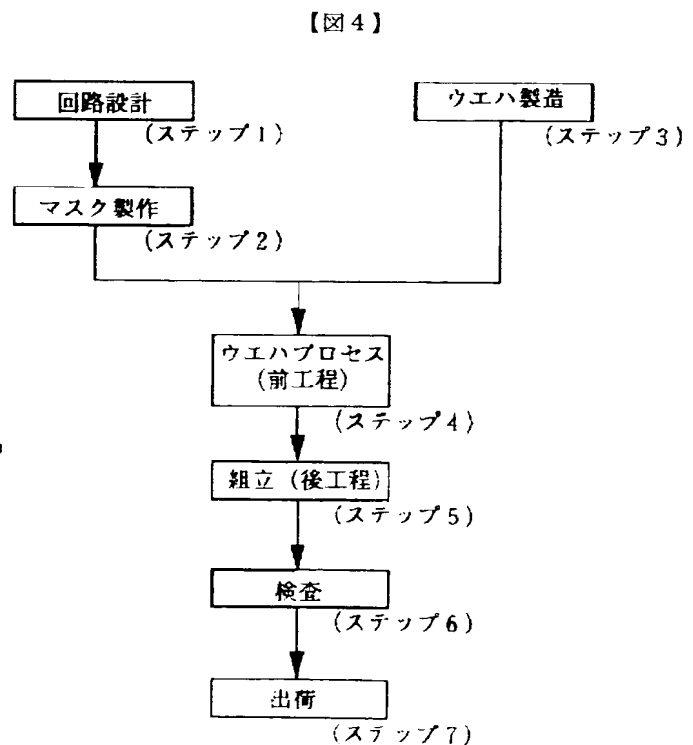 【図4】
回路設計
(ステップ1)
ウエハ製造
(ステップ3)
マスク製作
(ステップ2)
ウエハプロセス
(前工程)
(ステップ4)
組立(後工程)
(ステップ5)
検査
(ステップ6)
出荷
(ステップ7)